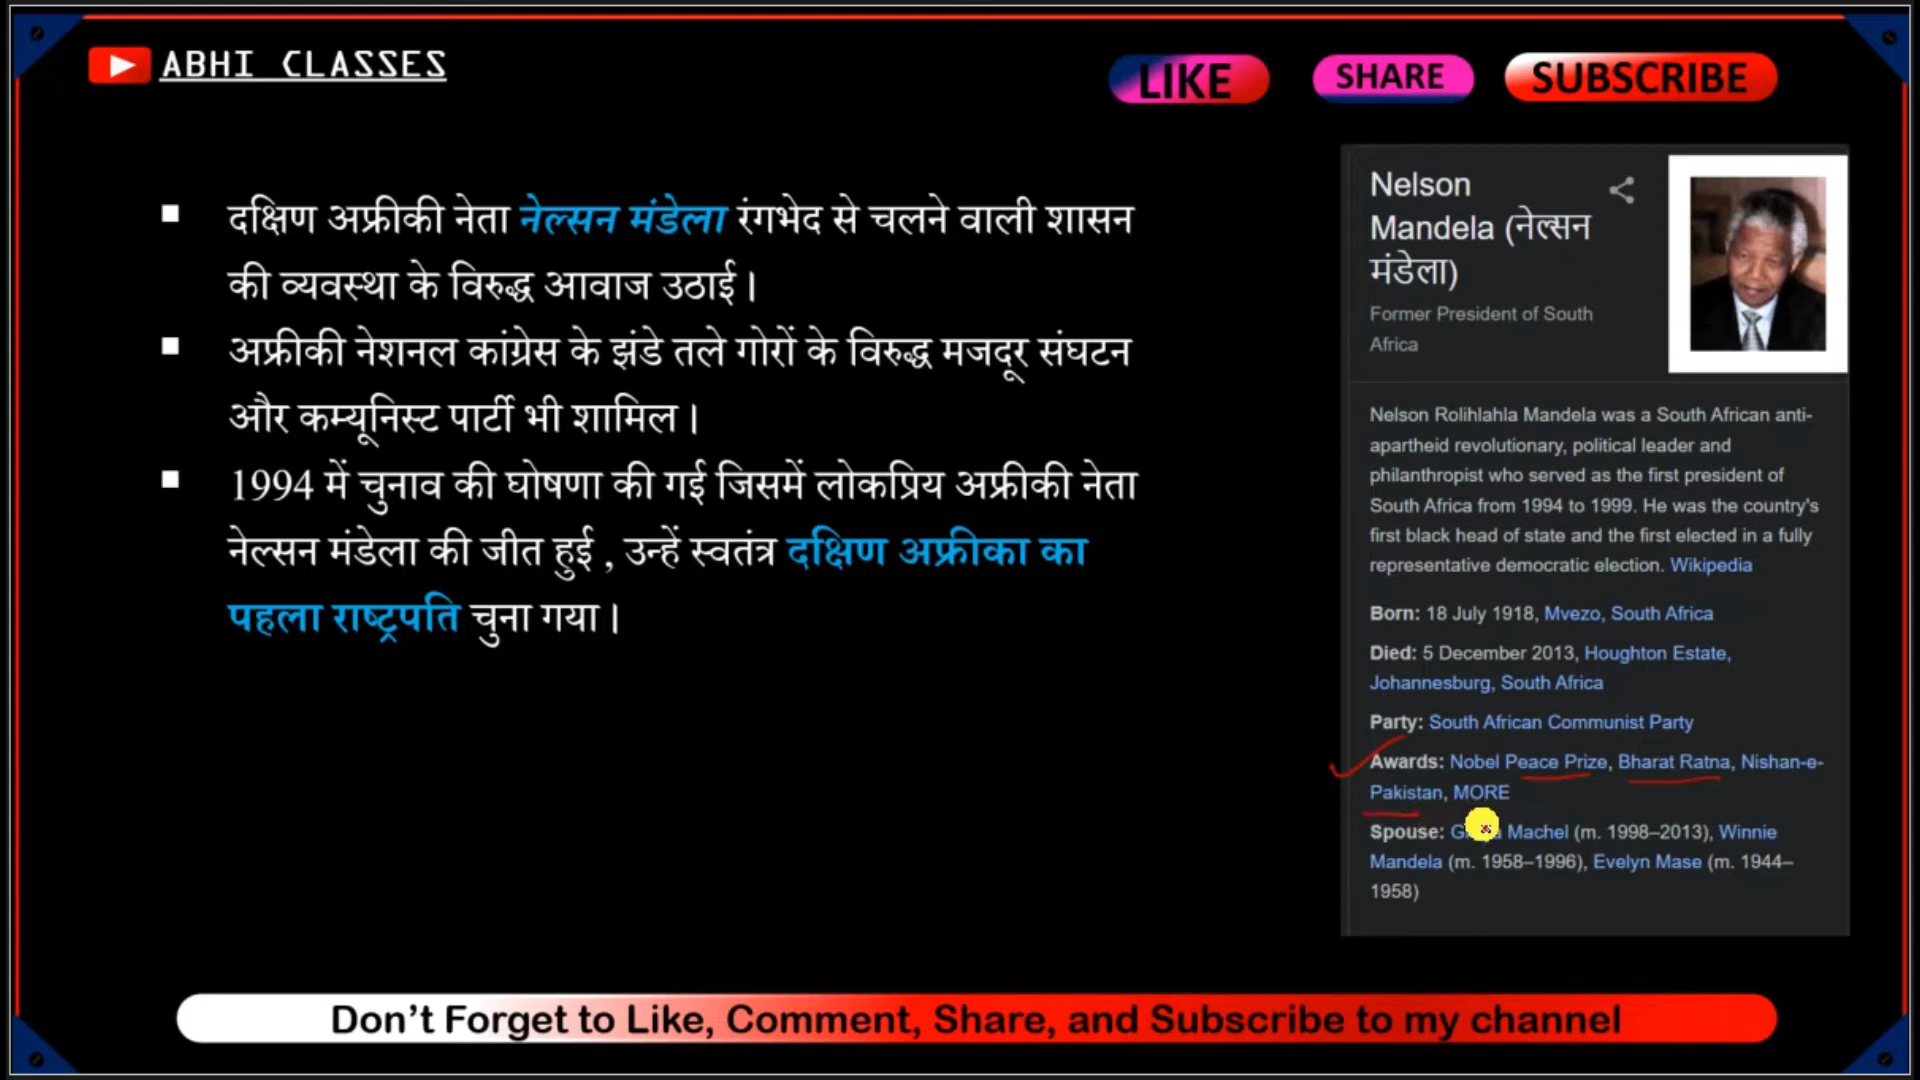 ABHI CLASSES
LIKE
SHARE
SUBSCRIBE
दक्षिण अफ्रीकी नेता नेल्सन मंडेला रंगभेद से चलने वाली शासन
की व्यवस्था के विरुद्ध आवाज उठाई।
अफ्रीकी नेशनल कांग्रेस के झंडे तले गोरों के विरुद्ध मजदूर संघटन
और कम्यूनिस्ट पार्टी भी शामिल।
1994 में चुनाव की घोषणा की गई जिसमें लोकप्रिय अफ्रीकी नेता
नेल्सन मंडेला की जीत हुई , उन्हें स्वतंत्र दक्षिण अफ्रीका का
पहला राष्ट्रपति चुना गया।
Nelson
Mandela (नेल्सन
मंडेला)
Former President of South
Africa
Nelson Rolihlahla Mandela was a South African anti-
apartheid revolutionary, political leader and
philanthropist who served as the first president of
South Africa from 1994 to 1999. He was the country's
first black head of state and the first elected in a fully
representative democratic election. Wikipedia
Born: 18 July 1918, Mvezo, South Africa
Died: 5 December 2013, Houghton Estate,
Johannesburg, South Africa
Party: South African Communist Party
Awards: Nobel Peace Prize, Bharat Ratna, Nishan-e-
Pakistan, MORE
Spouse: Machel (m. 1998–2013), Winnie
Mandela (m. 1958–1996), Evelyn Mase (m. 1944–
1958)
Don't Forget to Like, Comment, Share, and Subscribe to my channel